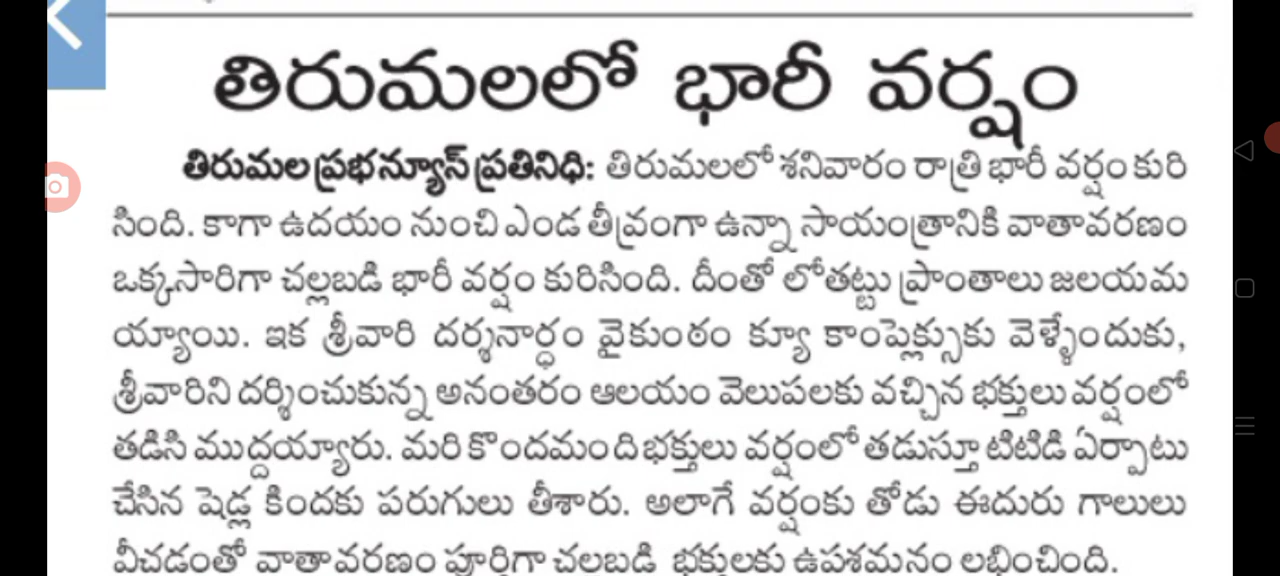 తిరుమలలో భారీ వర్షం
తిరుమల ప్రభన్యూస్ ప్రతినిధి: తిరుమలలో శనివారం రాత్రి భారీ వర్షం కురి
సింది. కాగా ఉదయం నుంచి ఎండ తీవ్రంగా ఉన్నా సాయంత్రానికి వాతావరణం
ఒక్కసారిగా చల్లబడి భారీ వర్షం కురిసింది. దీంతో లోతట్టు ప్రాంతాలు జలయమ
య్యాయి. ఇక శ్రీవారి దర్శనార్ధం వైకుంఠం క్యూ కాంప్లెక్సుకు వెళ్ళేందుకు,
శ్రీవారిని దర్శించుకున్న అనంతరం ఆలయం వెలుపలకు వచ్చిన భక్తులు వర్షంలో
తడిసి ముద్దయ్యారు. మరి కొందమంది భక్తులు వర్షంలో తడుస్తూ టిటిడి ఏర్పాటు
చేసిన షెడ్ల కిందకు పరుగులు తీశారు. అలాగే వర్షంకు తోడు ఈదురు గాలులు
వీచడంతో వాతావరణం పూర్తిగా చల్లబడి భక్తులకు ఉపశమనం లభించింది.